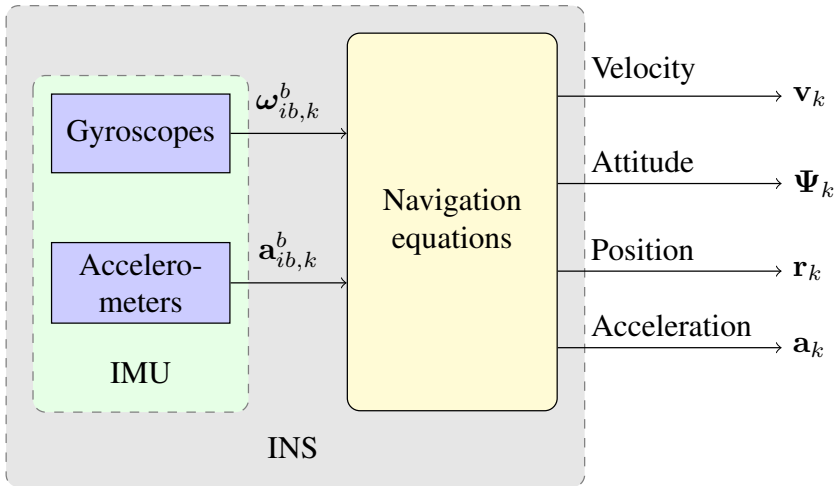 Gyroscopes
ω^b_{ib,k}
Accelero-
meters
a^b_{ib,k}
IMU
INS
Navigation
equations
Velocity
v_k
Attitude
Ψ_k
Position
r_k
Acceleration
a_k